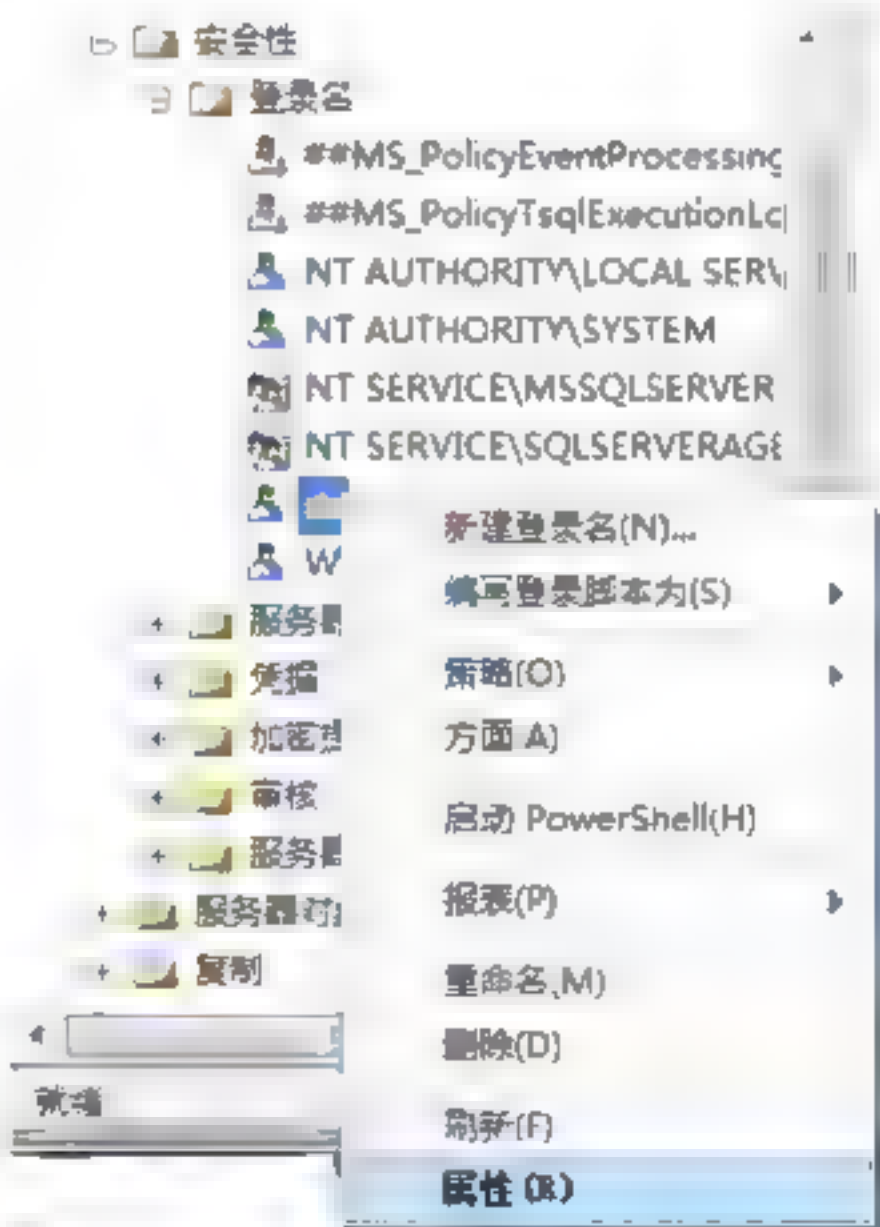 安全性
登录名
##MS_PolicyEventProcessing
##MS_PolicyTsqlExecutionLo
NT AUTHORITY\LOCAL SERV
NT AUTHORITY\SYSTEM
NT SERVICE\MSSQLSERVER
NT SERVICE\SQLSERVERAGE
W
服务器
凭据
加密
审核
服务器
服务器对
复制
就绪
新建登录名(N)...
编写登录脚本为(S)
策略(O)
方面(A)
启动 PowerShell(H)
报表(P)
重命名(M)
删除(D)
刷新(F)
属性(R)